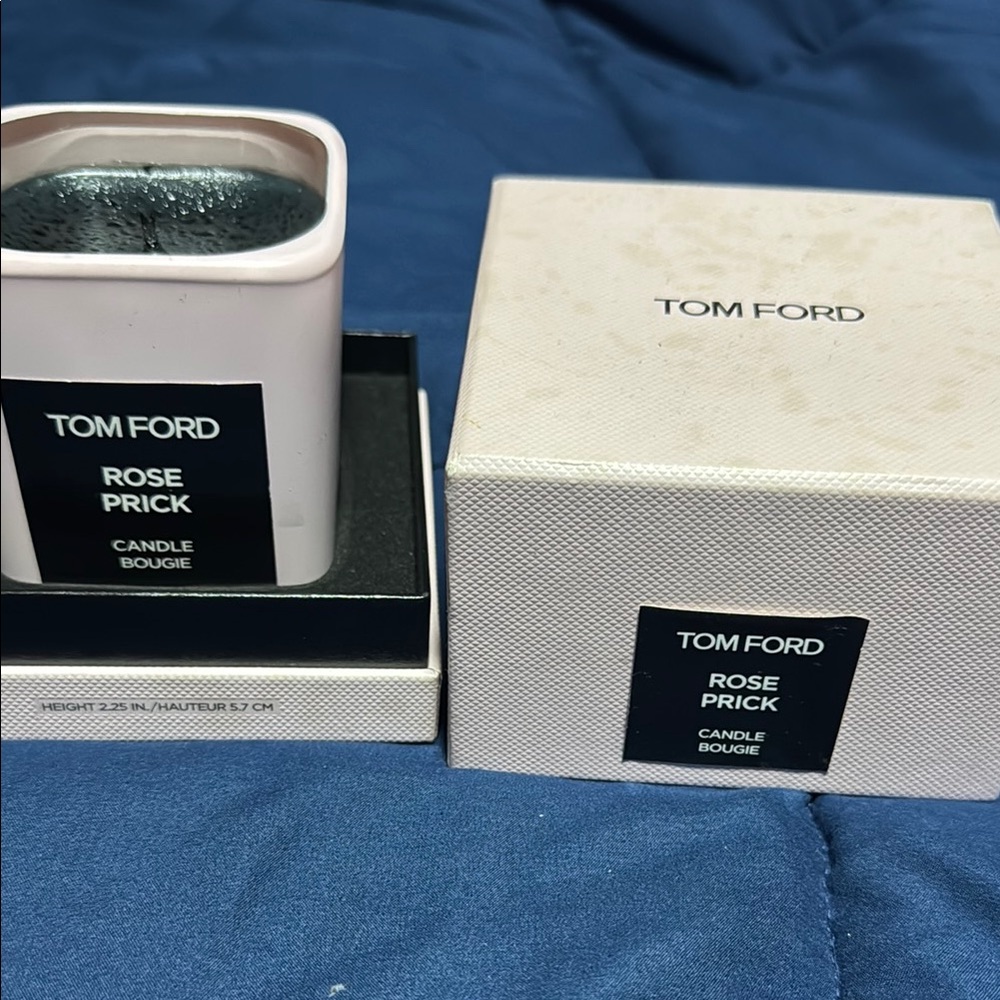 TOM FORD
ROSE
PRICK
CANDLE
BOUGIE
HEIGHT 2.25 IN./HAUTEUR 5.7 CM
TOM FORD
TOM FORD
ROSE
PRICK
CANDLE
BOUGIE